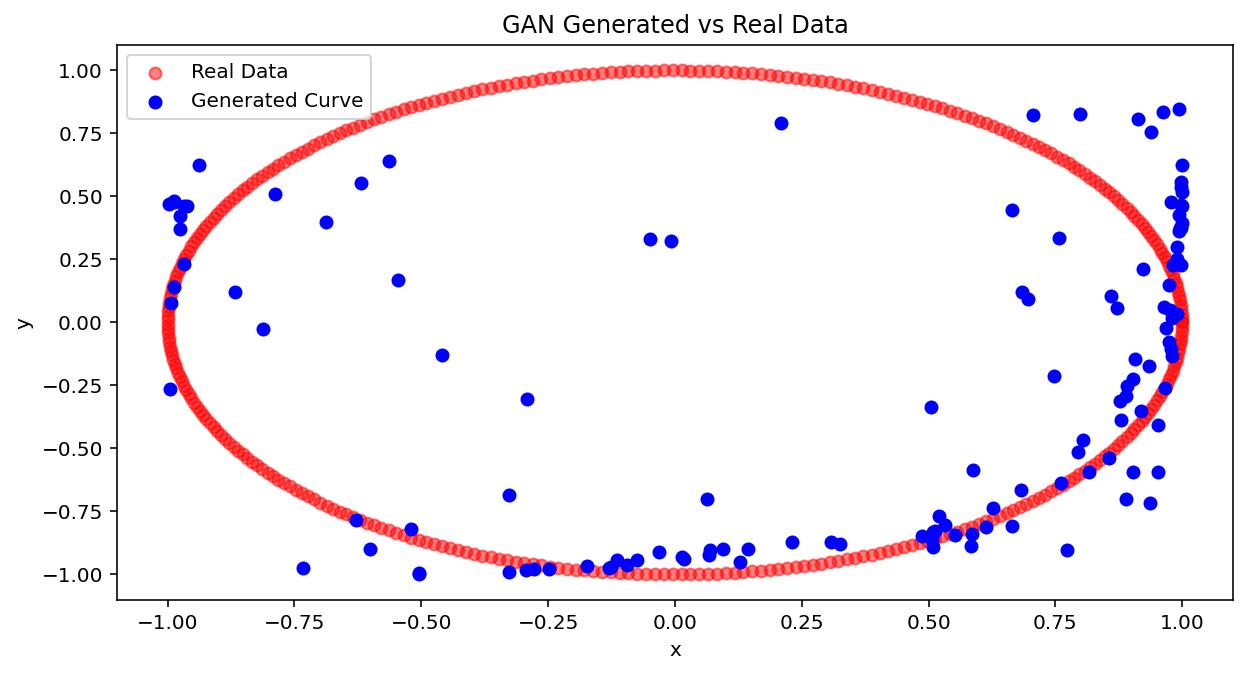 GAN Generated vs Real Data
Real Data
Generated Curve
1.00
0.75
0.50
0.25
0.00
−0.25
−0.50
−0.75
−1.00
y
−1.00 −0.75 −0.50 −0.25 0.00 0.25 0.50 0.75 1.00
x